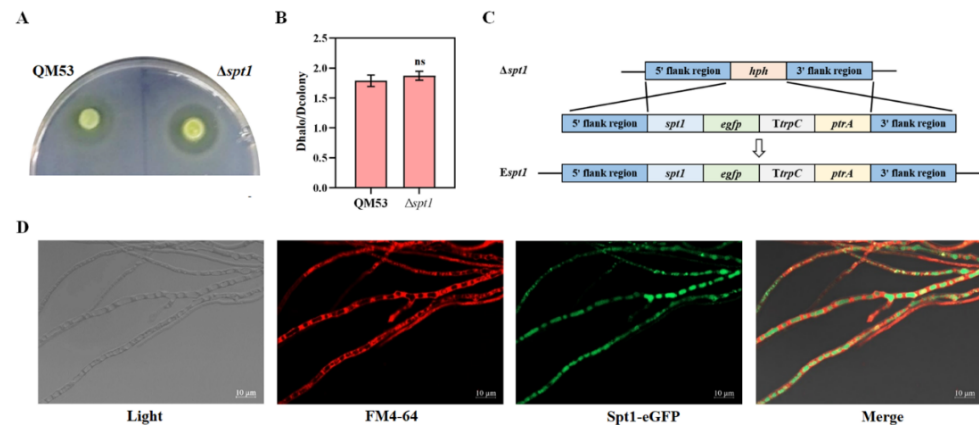 A
QM53
Δspt1
B
Dhalo/Dcolony
2.5
2.0
1.5
1.0
0.5
0.0
ns
QM53
Δspt1
C
Δspt1
5' flank region hph 3' flank region
5' flank region spt1 egfp TtrpC ptrA 3' flank region
Espt1
5' flank region spt1 egfp TtrpC ptrA 3' flank region
D
10 μm
10 μm
10 μm
10 μm
Light
FM4-64
Spt1-eGFP
Merge